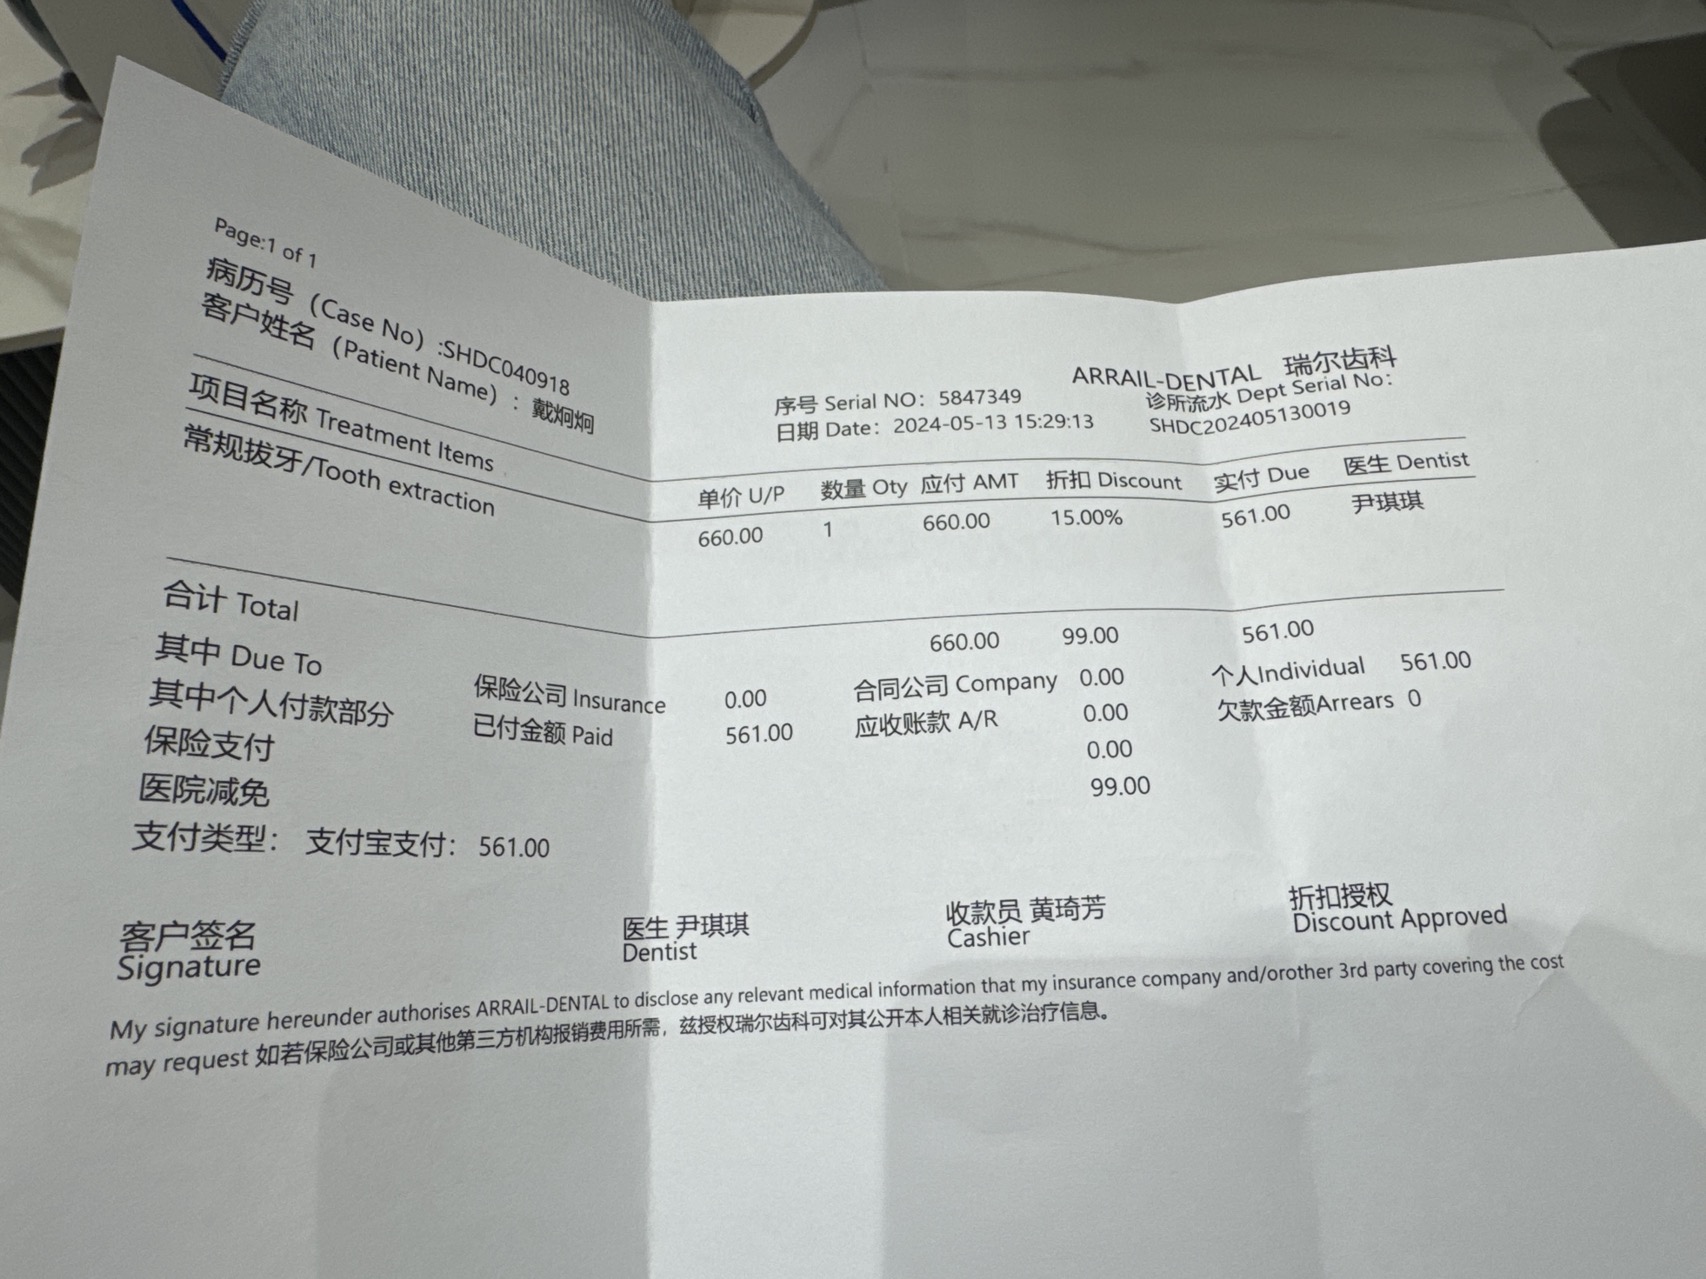 Page:1 of 1
病历号（Case No）:SHDC040918
客户姓名（Patient Name）：戴炯炯
ARRAIL-DENTAL 瑞尔齿科
序号 Serial NO：5847349 诊所流水 Dept Serial No：
日期 Date：2024-05-13 15:29:13 SHDC202405130019
项目名称 Treatment Items 单价 U/P 数量 Qty 应付 AMT 折扣 Discount 实付 Due 医生 Dentist
常规拔牙/Tooth extraction 660.00 1 660.00 15.00% 561.00 尹琪琪
合计 Total 660.00 99.00 561.00
其中 Due To 保险公司 Insurance 0.00 合同公司 Company 0.00 个人Individual 561.00
其中个人付款部分 已付金额 Paid 561.00 应收账款 A/R 0.00 欠款金额Arrears 0
保险支付 0.00
医院减免 99.00
支付类型： 支付宝支付： 561.00
客户签名 医生 尹琪琪 收款员 黄琦芳 折扣授权
Signature Dentist Cashier Discount Approved
My signature hereunder authorises ARRAIL-DENTAL to disclose any relevant medical information that my insurance company and/orother 3rd party covering the cost
may request 如若保险公司或其他第三方机构报销费用所需，兹授权瑞尔齿科可对其公开本人相关就诊治疗信息。